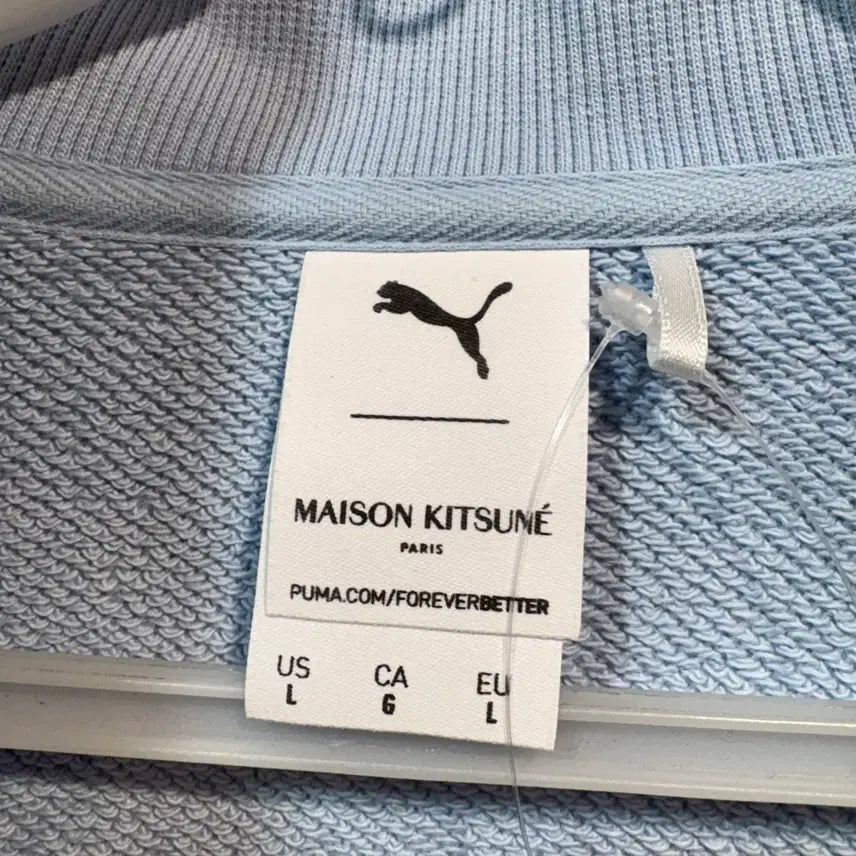 MAISON KITSUNÉ
PARIS
PUMA.COM/FOREVERBETTER
US CA EU
L G L